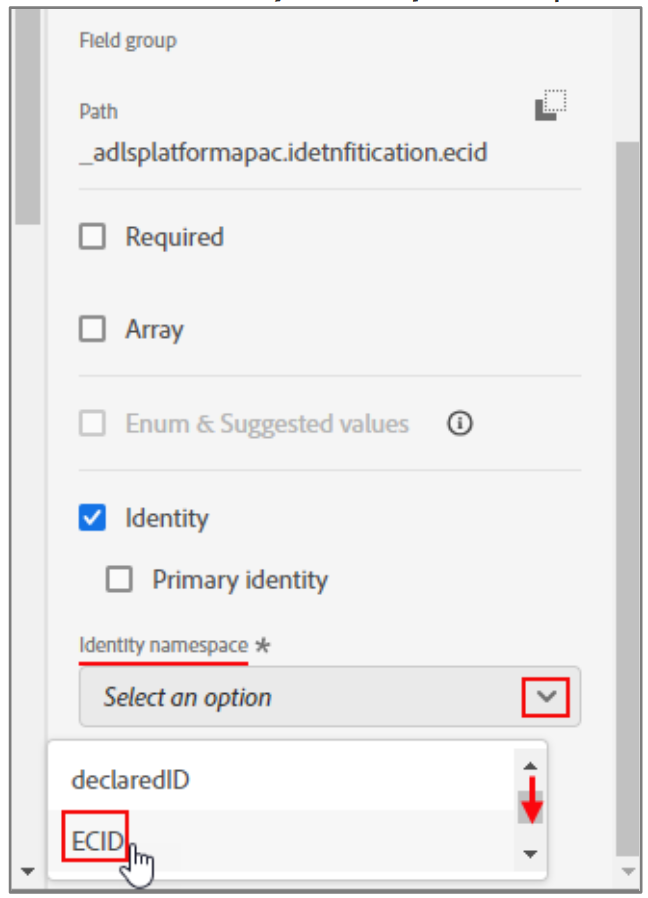 Field group
Path
_adlsplatformapac.idetnfitication.ecid
Required
Array
Enum & Suggested values
Identity
Primary identity
Identity namespace *
Select an option
declaredID
ECID